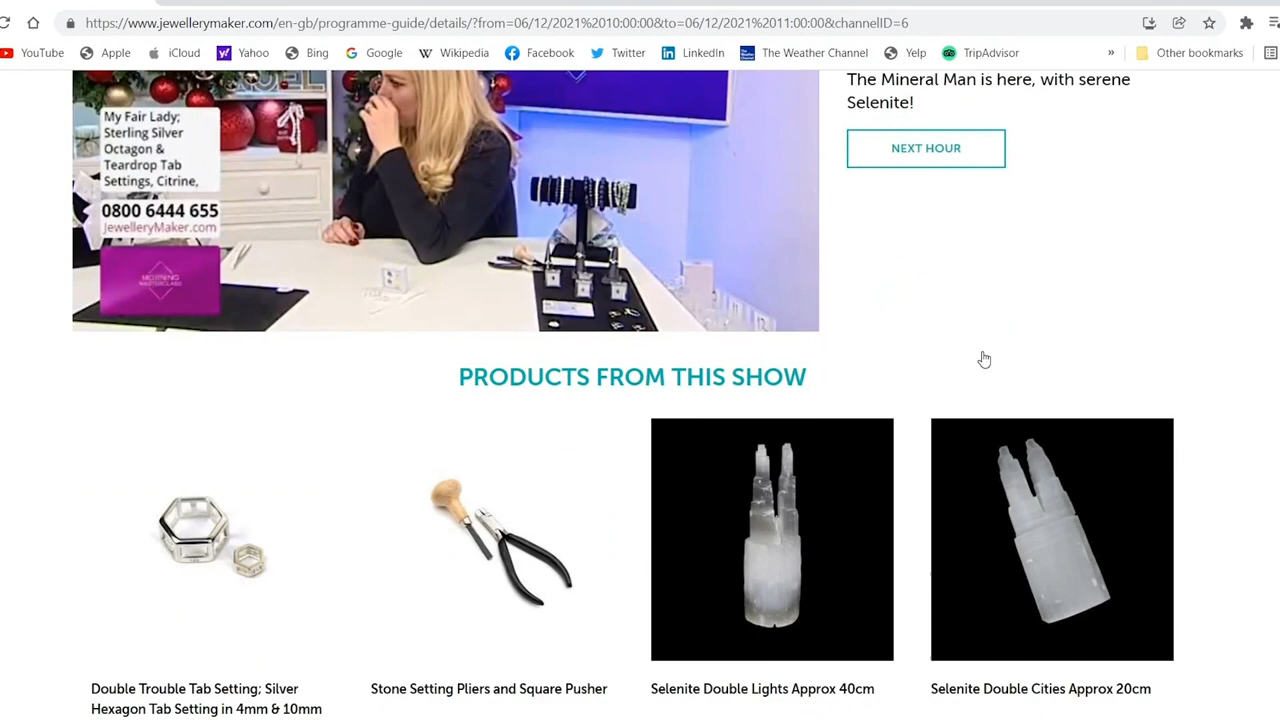 https://www.jewellerymaker.com/en-gb/programme-guide/details/?from=06/12/2021%2010:00:00&to=06/12/2021%2011:00:00&channelID=6
YouTube Apple iCloud Yahoo Bing Google Wikipedia Facebook Twitter LinkedIn The Weather Channel Yelp TripAdvisor » Other bookmarks
The Mineral Man is here, with serene
Selenite!
NEXT HOUR
My Fair Lady;
Sterling Silver
Octagon &
Teardrop Tab
Settings, Citrine,
0800 6444 655
JewelleryMaker.com
MORNING
MASTERCLASS
PRODUCTS FROM THIS SHOW
Double Trouble Tab Setting; Silver
Hexagon Tab Setting in 4mm & 10mm
Stone Setting Pliers and Square Pusher
Selenite Double Lights Approx 40cm
Selenite Double Cities Approx 20cm